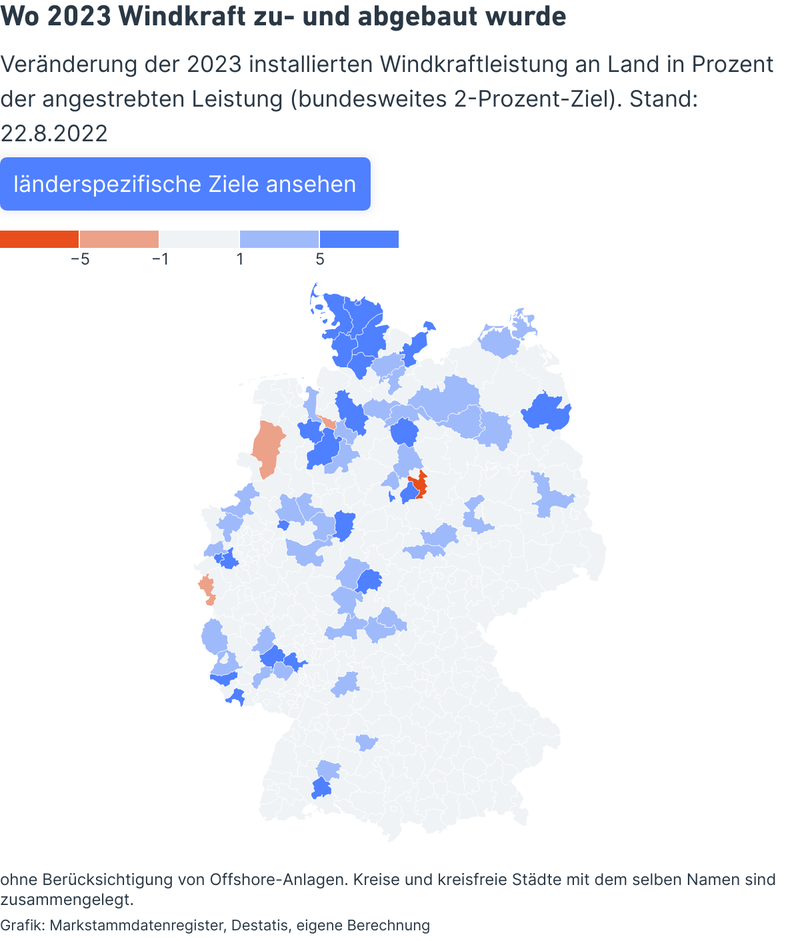 Wo 2023 Windkraft zu- und abgebaut wurde
Veränderung der 2023 installierten Windkraftleistung an Land in Prozent
der angestrebten Leistung (bundesweites 2-Prozent-Ziel). Stand:
22.8.2022
länderspezifische Ziele ansehen
−5 −1 1 5
ohne Berücksichtigung von Offshore-Anlagen. Kreise und kreisfreie Städte mit dem selben Namen sind
zusammengelegt.
Grafik: Markstammdatenregister, Destatis, eigene Berechnung